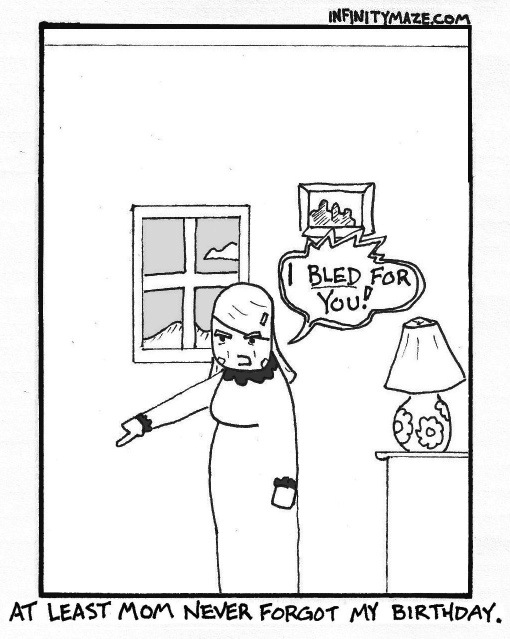 INFINITYMAZE.COM
I BLED FOR
YOU!
AT LEAST MOM NEVER FORGOT MY BIRTHDAY.